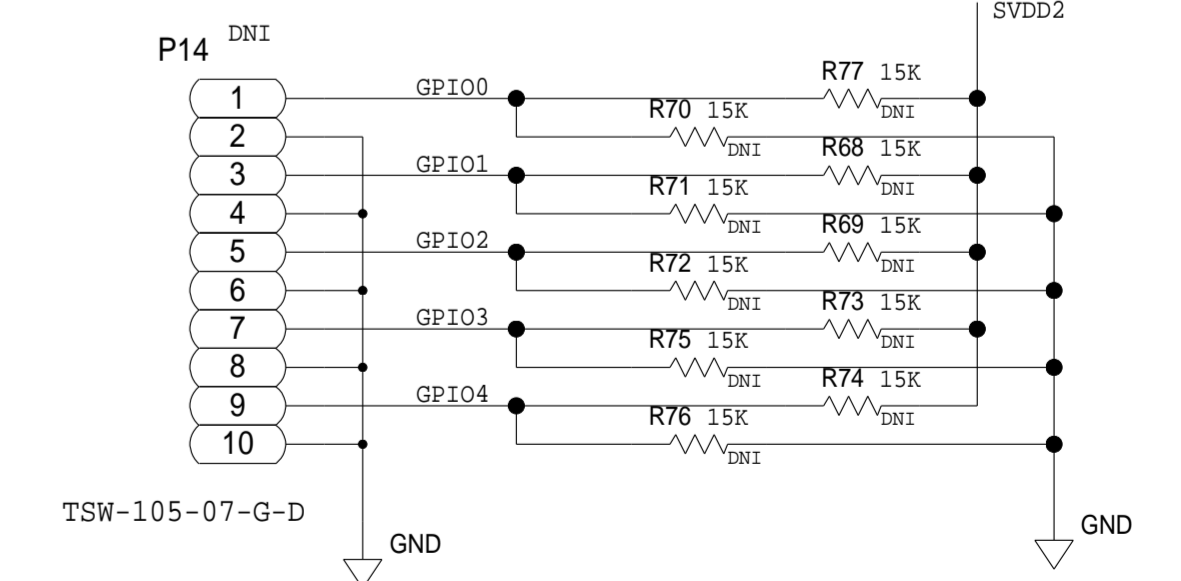 SVDD2
DNI
P14
R77 15K
1 GPIO0
R70 15K DNI
2
DNI R68 15K
3 GPIO1
R71 15K DNI
4
DNI R69 15K
5 GPIO2
R72 15K DNI
6
DNI R73 15K
7 GPIO3
R75 15K DNI
8
DNI R74 15K
9 GPIO4
R76 15K DNI
10
DNI
TSW-105-07-G-D
GND
GND